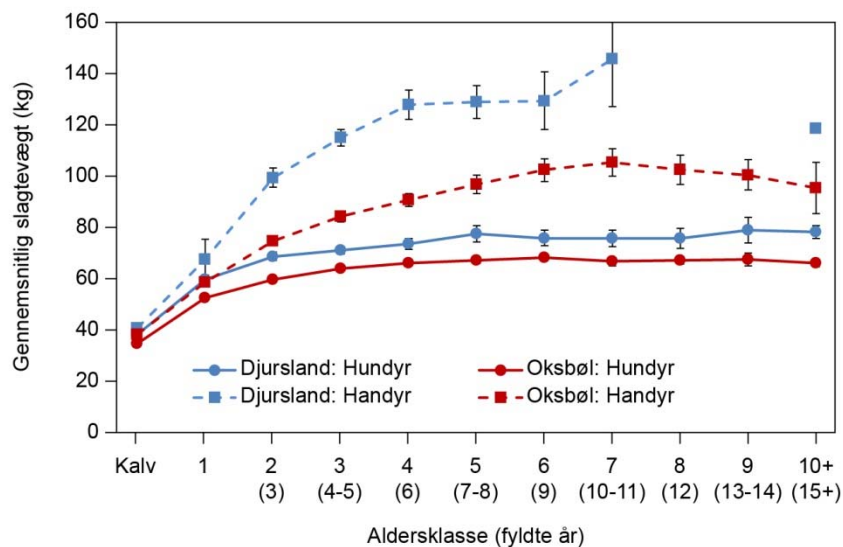 Gennemsnitlig slagtevægt (kg)
160
140
120
100
80
60
40
20
0
Djursland: Hundyr
Oksbøl: Hundyr
Djursland: Handyr
Oksbøl: Handyr
Kalv 1 2 3 4 5 6 7 8 9 10+
(3) (4-5) (6) (7-8) (9) (10-11) (12) (13-14) (15+)
Aldersklasse (fyldte år)